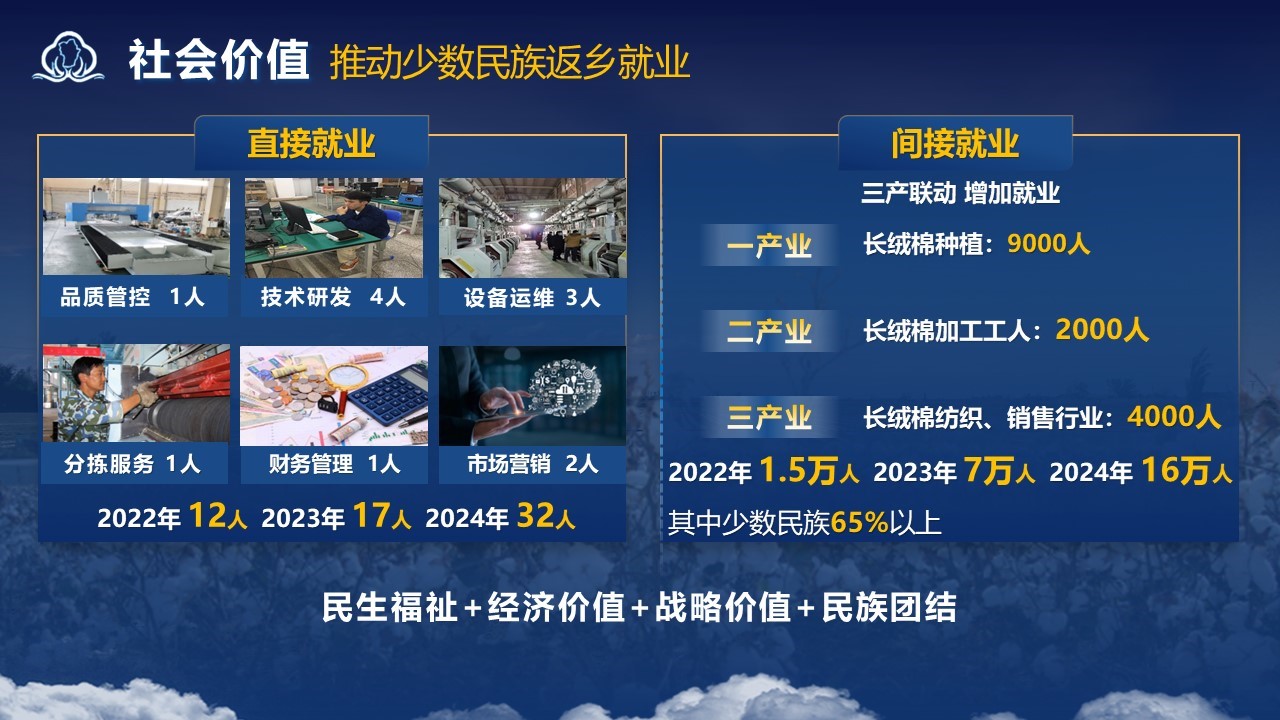 社会价值 推动少数民族返乡就业
直接就业
品质管控 1人
技术研发 4人
设备运维 3人
分拣服务 1人
财务管理 1人
市场营销 2人
2022年 12人 2023年 17人 2024年 32人
间接就业
三产联动 增加就业
一产业 长绒棉种植：9000人
二产业 长绒棉加工工人：2000人
三产业 长绒棉纺织、销售行业：4000人
2022年 1.5万人 2023年 7万人 2024年 16万人
其中少数民族65%以上
民生福祉+经济价值+战略价值+民族团结